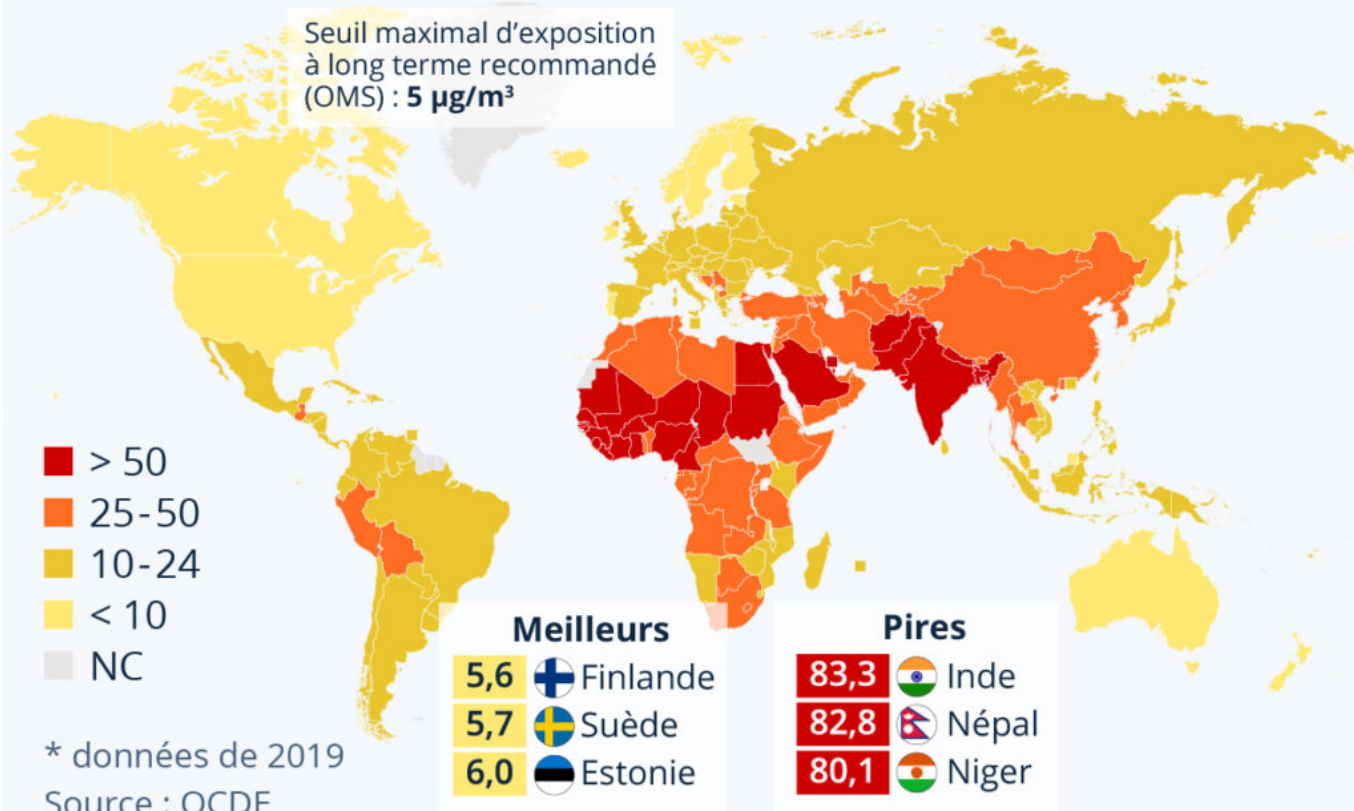 Seuil maximal d’exposition
à long terme recommandé
(OMS) : 5 µg/m³
> 50
25-50
10-24
< 10
NC
* données de 2019
Source : OCDE
Meilleurs
5,6 Finlande
5,7 Suède
6,0 Estonie
Pires
83,3 Inde
82,8 Népal
80,1 Niger